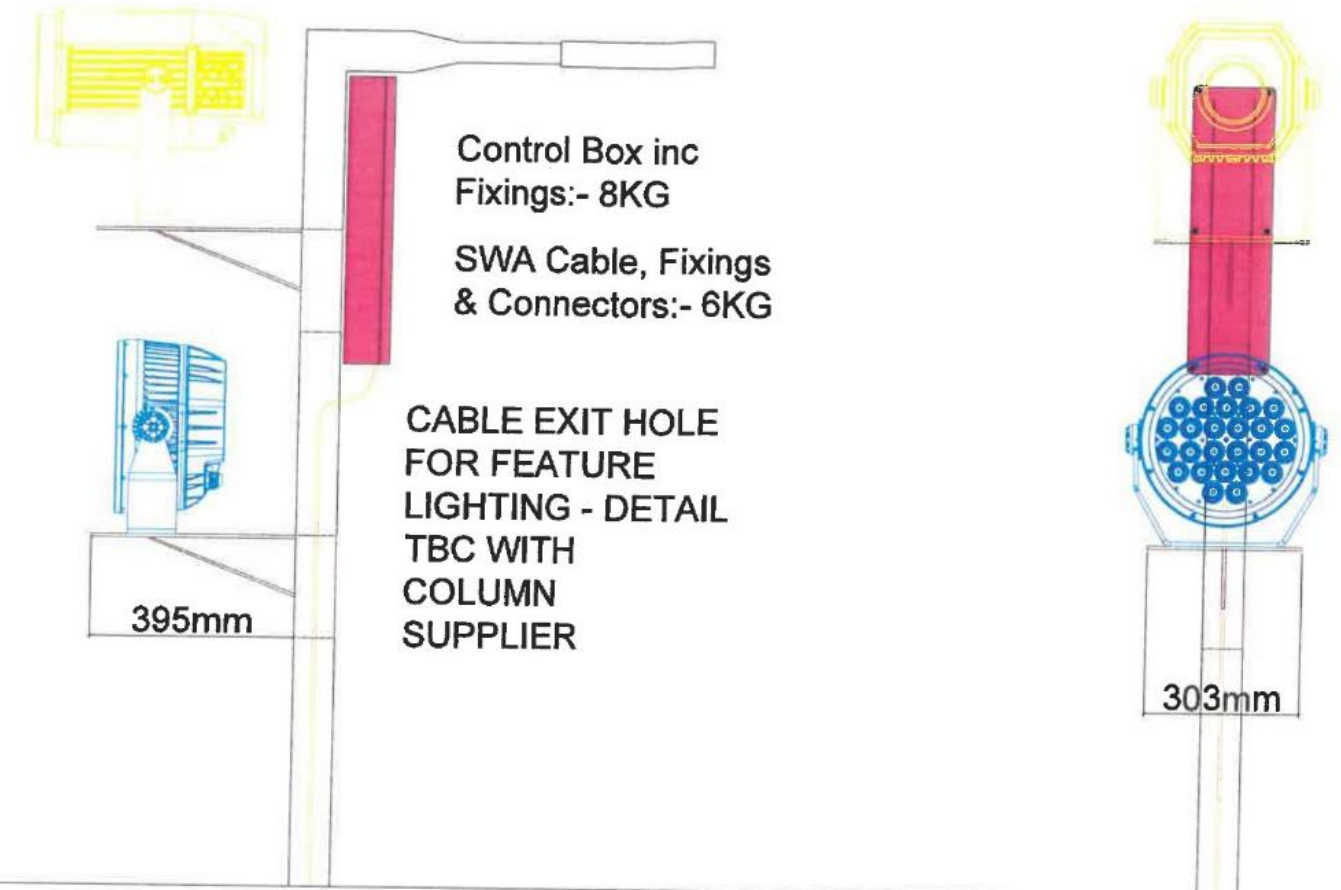 Control Box inc
Fixings:- 8KG
SWA Cable, Fixings
& Connectors:- 6KG
CABLE EXIT HOLE
FOR FEATURE
LIGHTING - DETAIL
TBC WITH
COLUMN
SUPPLIER
395mm
303mm